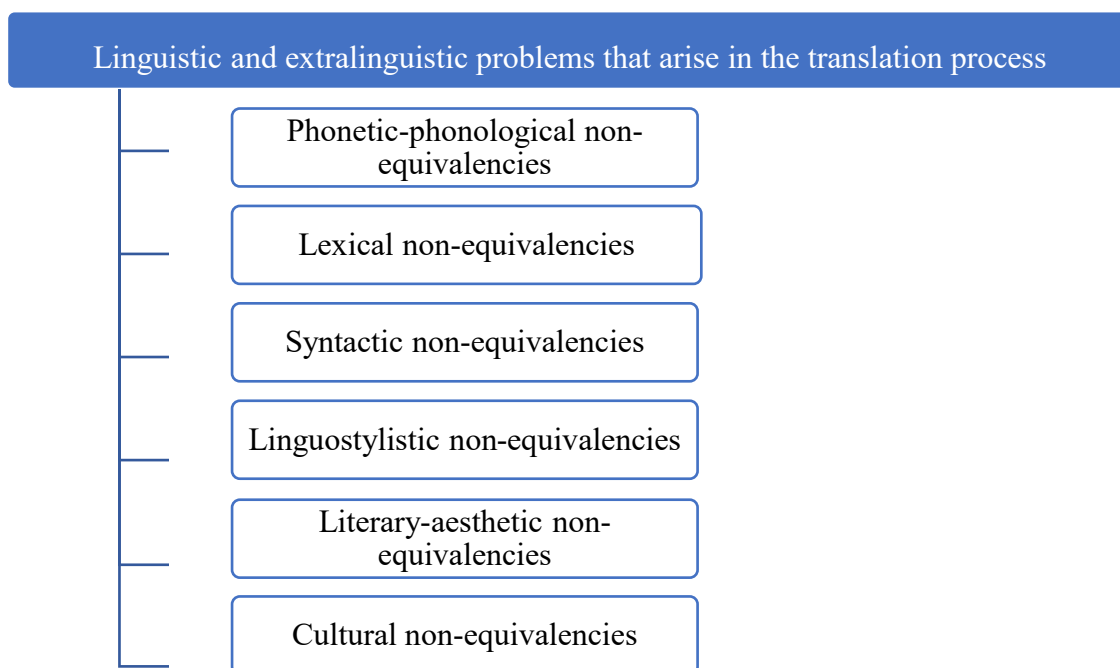 Linguistic and extralinguistic problems that arise in the translation process
Phonetic-phonological non-
equivalencies
Lexical non-equivalencies
Syntactic non-equivalencies
Linguostylistic non-equivalencies
Literary-aesthetic non-
equivalencies
Cultural non-equivalencies